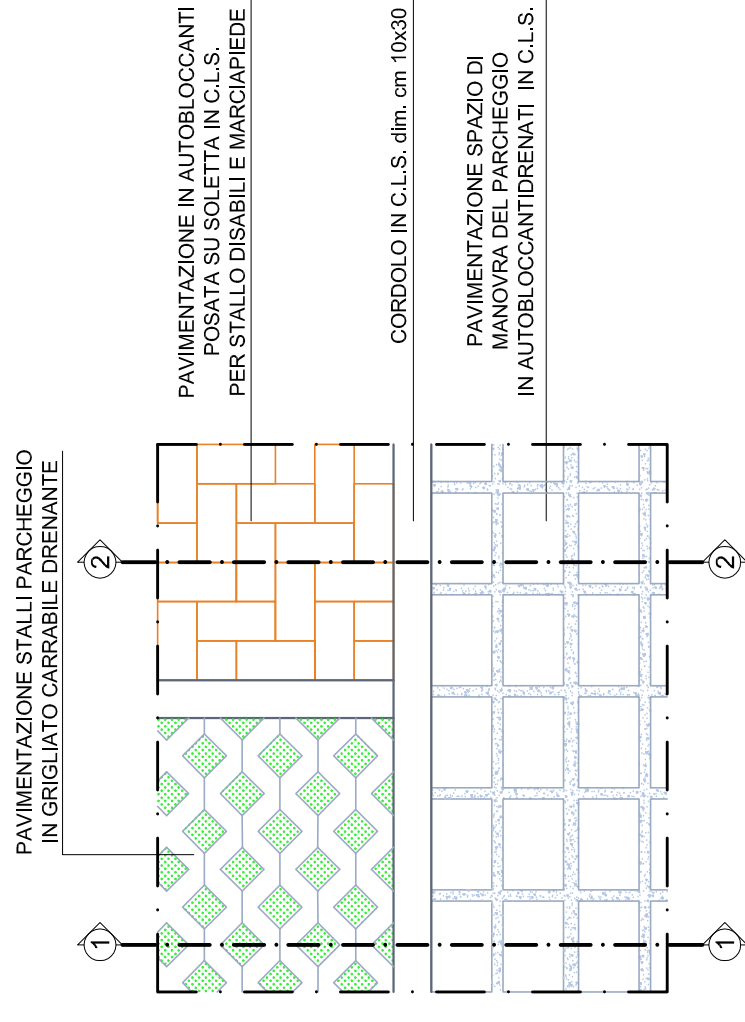 PAVIMENTAZIONE STALLI PARCHEGGIO
IN GRIGLIATO CARRABILE DRENANTE
PAVIMENTAZIONE IN AUTOBLOCCANTI
POSATA SU SOLETTA IN C.L.S.
PER STALLO DISABILI E MARCIAPIEDE
CORDOLO IN C.L.S. dim. cm 10x30
PAVIMENTAZIONE SPAZIO DI
MANOVRA DEL PARCHEGGIO
IN AUTOBLOCCANTIDRENATI IN C.L.S.
2
2
1
1